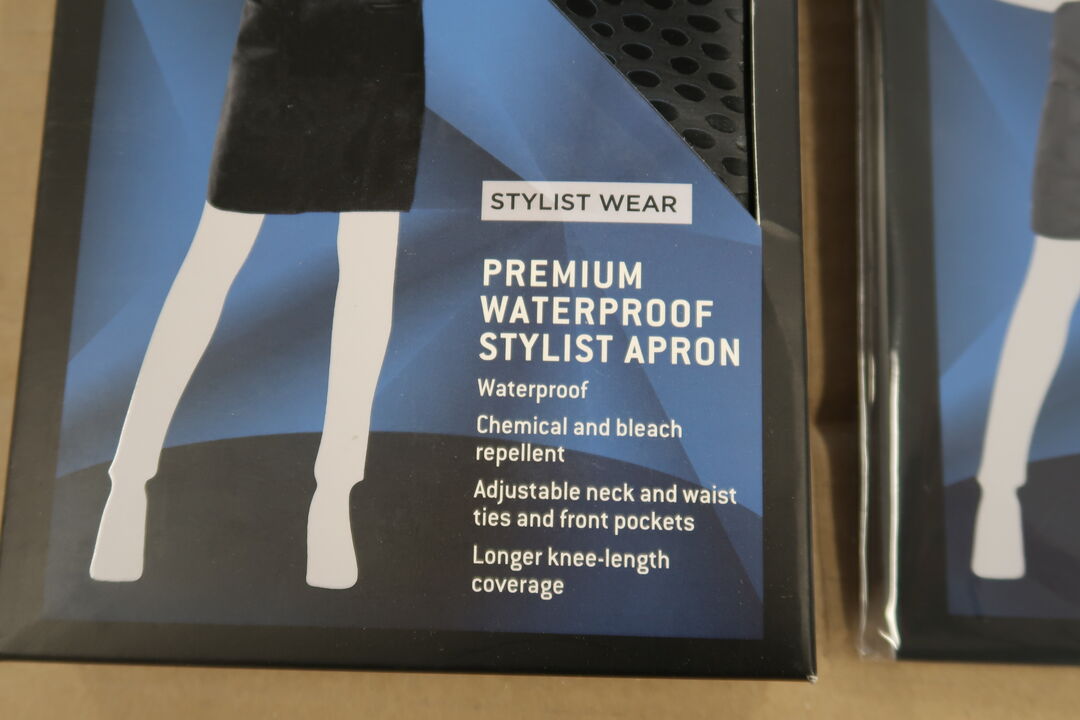 STYLIST WEAR
PREMIUM
WATERPROOF
STYLIST APRON
Waterproof
Chemical and bleach
repellent
Adjustable neck and waist
ties and front pockets
Longer knee-length
coverage